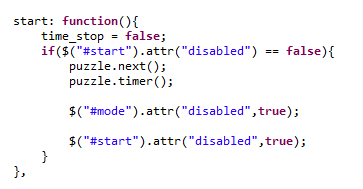 start: function(){
    time_stop = false;
    if($("#start").attr("disabled") == false){
        puzzle.next();
        puzzle.timer();

        $("#mode").attr("disabled",true);

        $("#start").attr("disabled",true);
    }
},